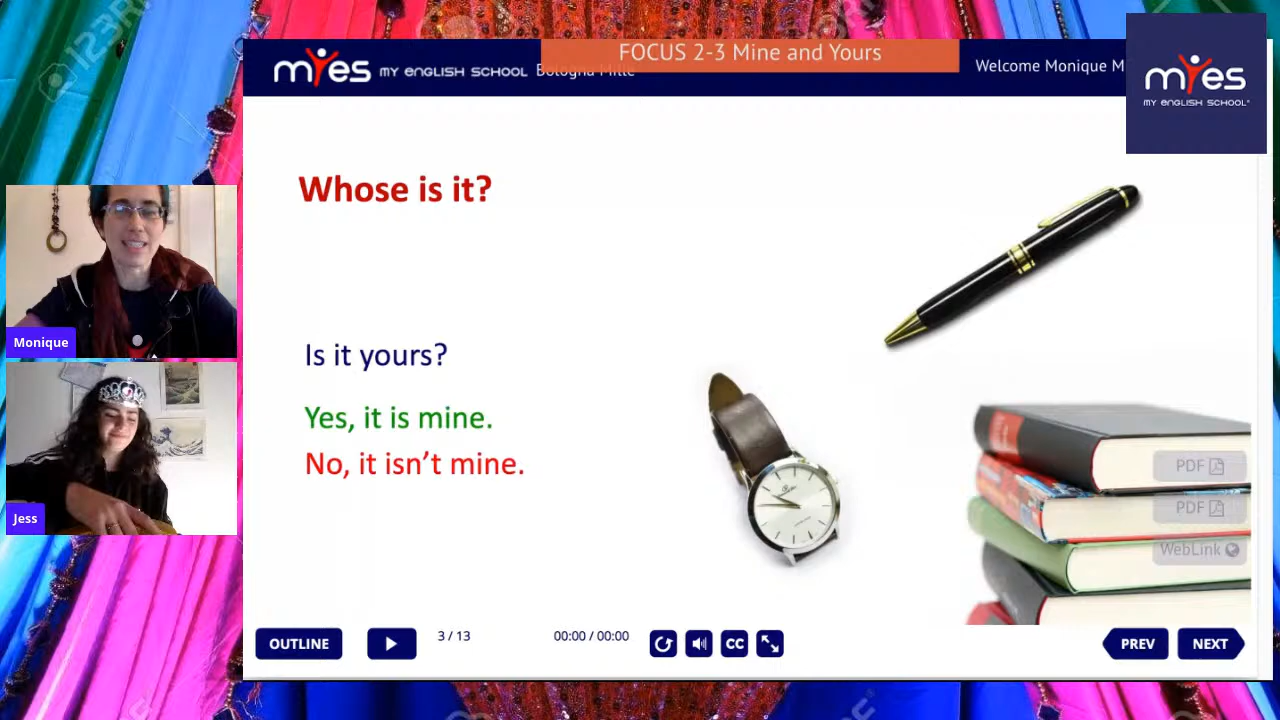 FOCUS 2-3 Mine and Yours
myes MY ENGLISH SCHOOL Bologna Mille
Welcome Monique M
myes
MY ENGLISH SCHOOL
Whose is it?
Is it yours?
Yes, it is mine.
No, it isn't mine.
Monique
Jess
PDF
PDF
WebLink
OUTLINE
3 / 13
00:00 / 00:00
CC
PREV
NEXT
123RF